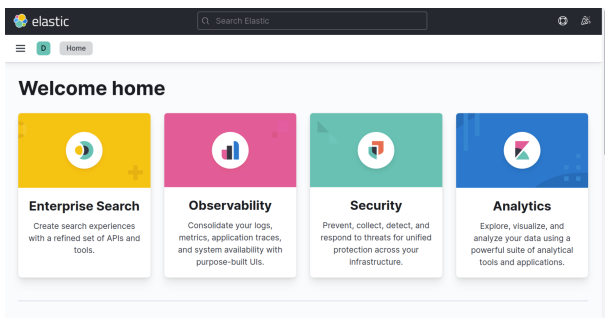 elastic
Search Elastic
D
Home
Welcome home
Enterprise Search
Create search experiences
with a refined set of APIs and
tools.
Observability
Consolidate your logs,
metrics, application traces,
and system availability with
purpose-built UIs.
Security
Prevent, collect, detect, and
respond to threats for unified
protection across your
infrastructure.
Analytics
Explore, visualize, and
analyze your data using a
powerful suite of analytical
tools and applications.